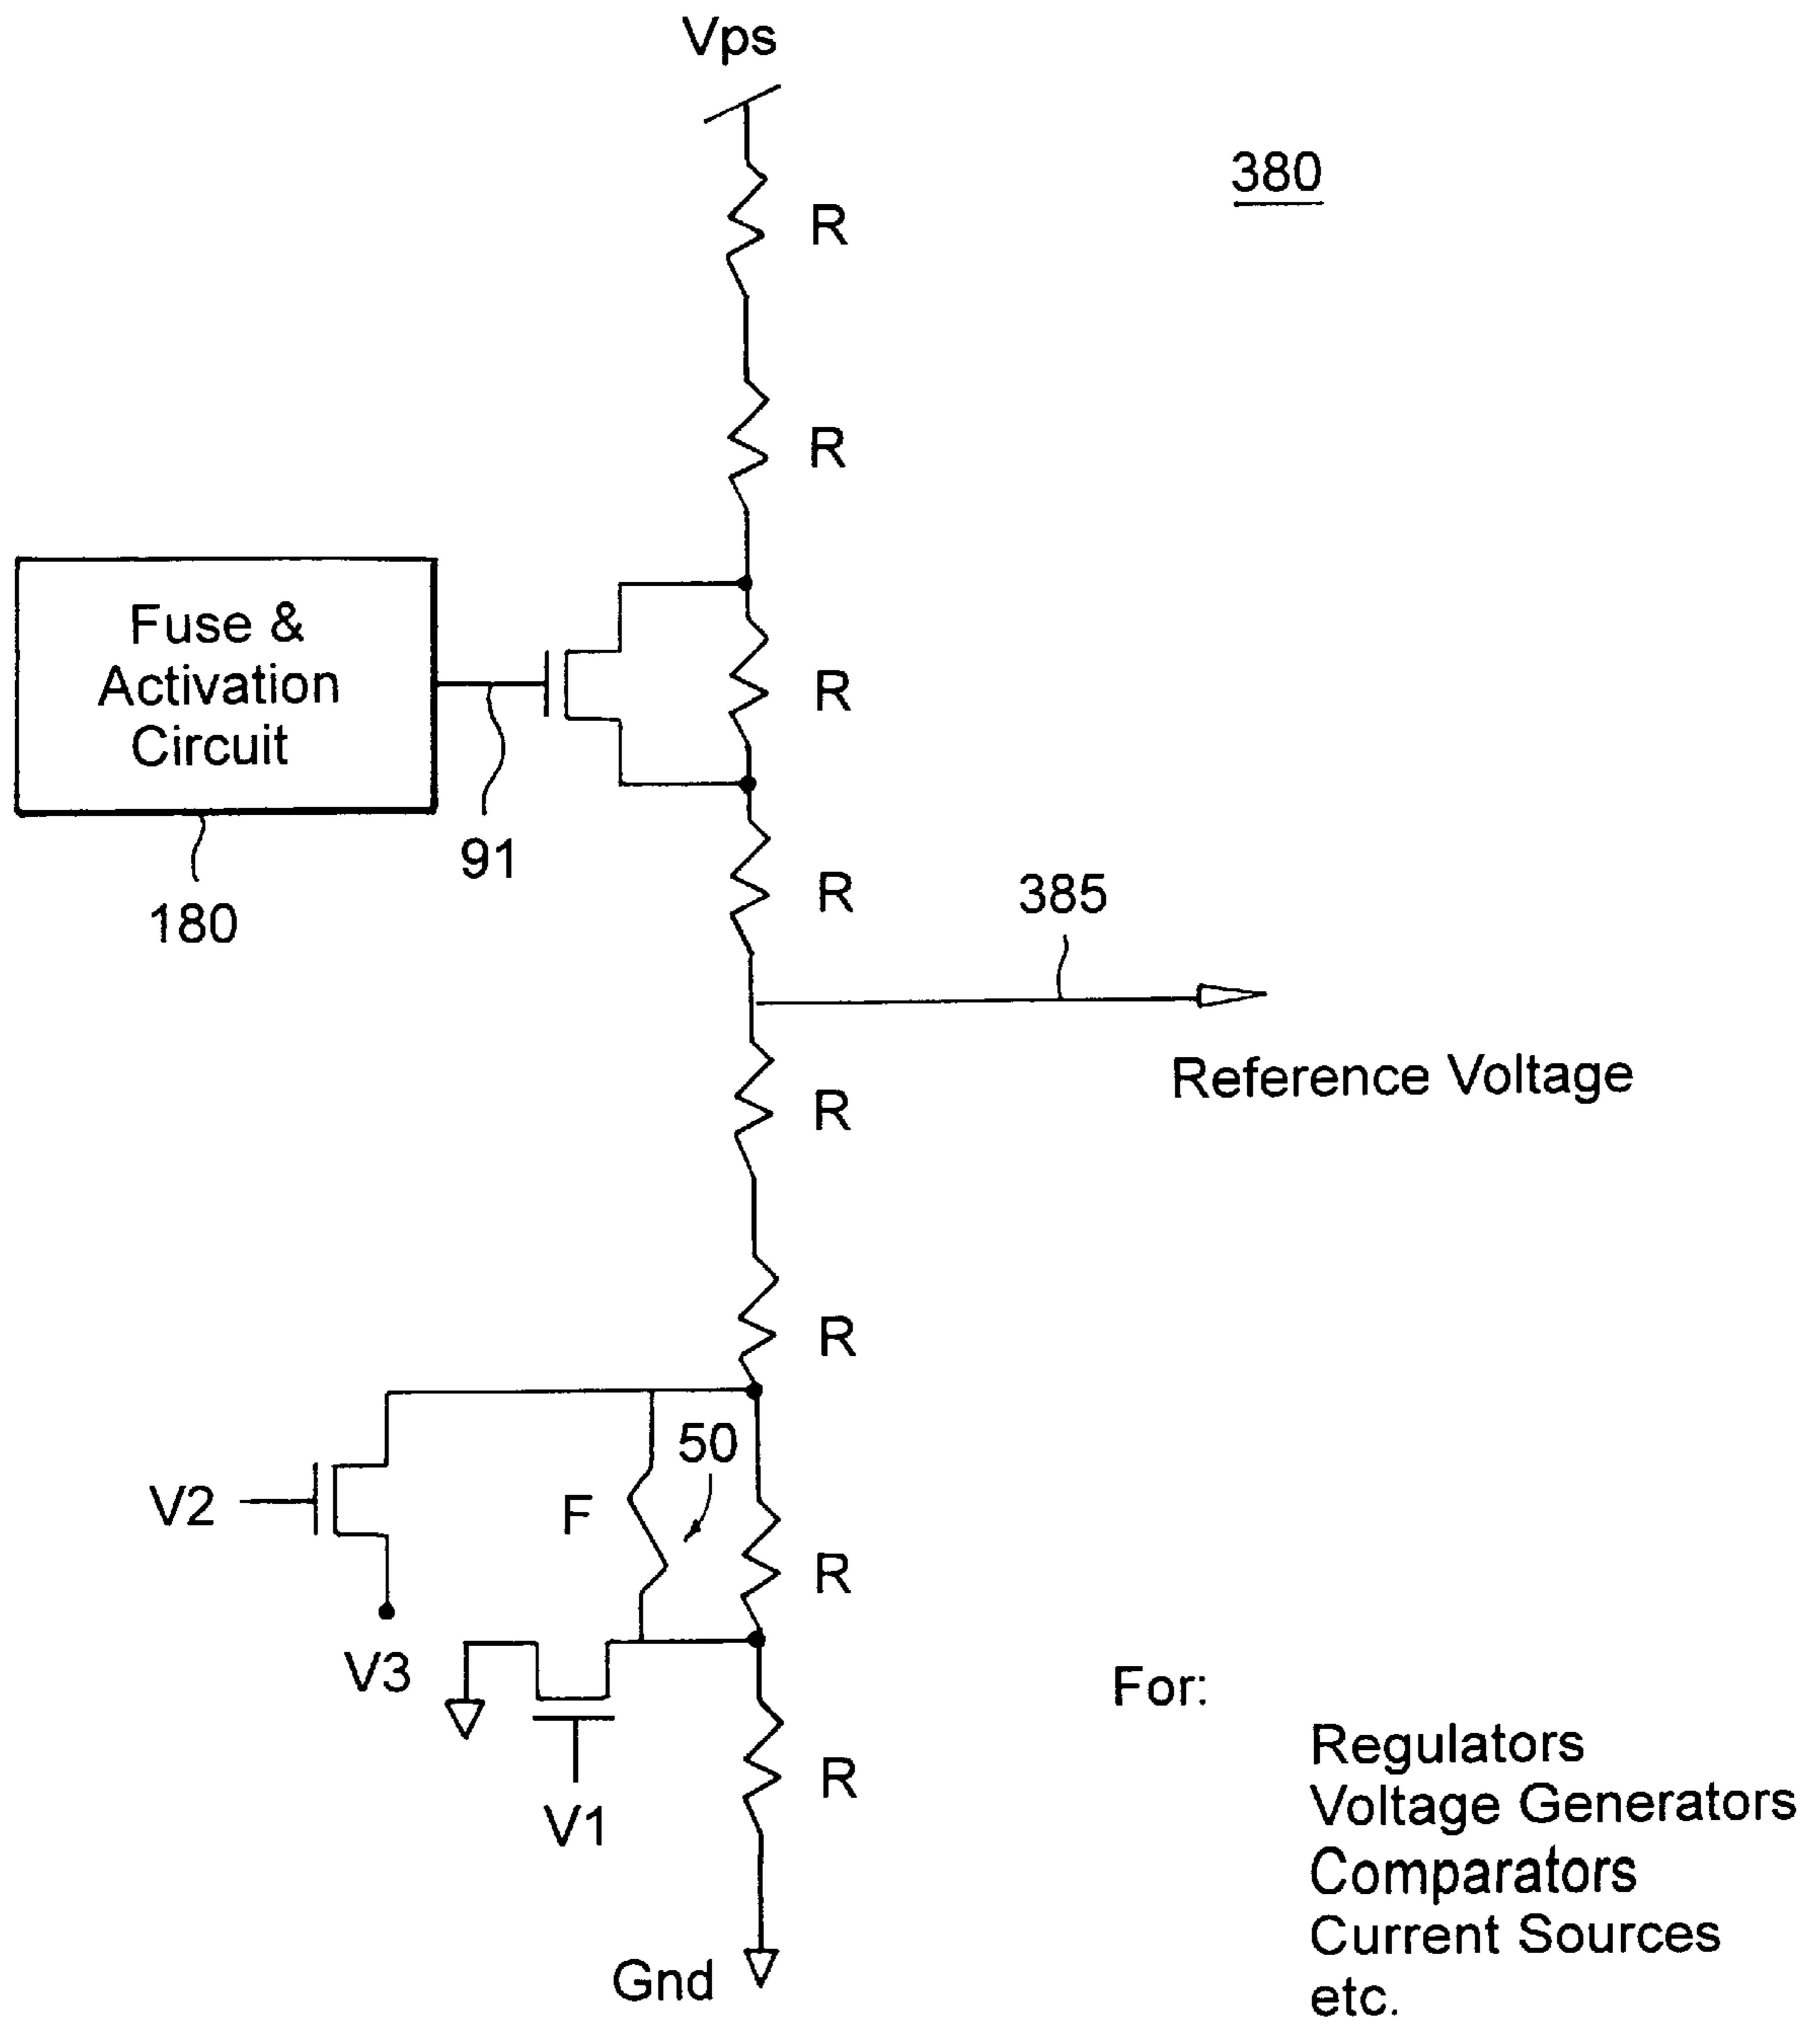 Vps
380
R
R
Fuse &
Activation
Circuit
R
91
180
R
385
Reference Voltage
R
R
50
F
V2
R
V3
For:
Regulators
R
V1
Voltage Generators
Comparators
Current Sources
Gnd
etc.